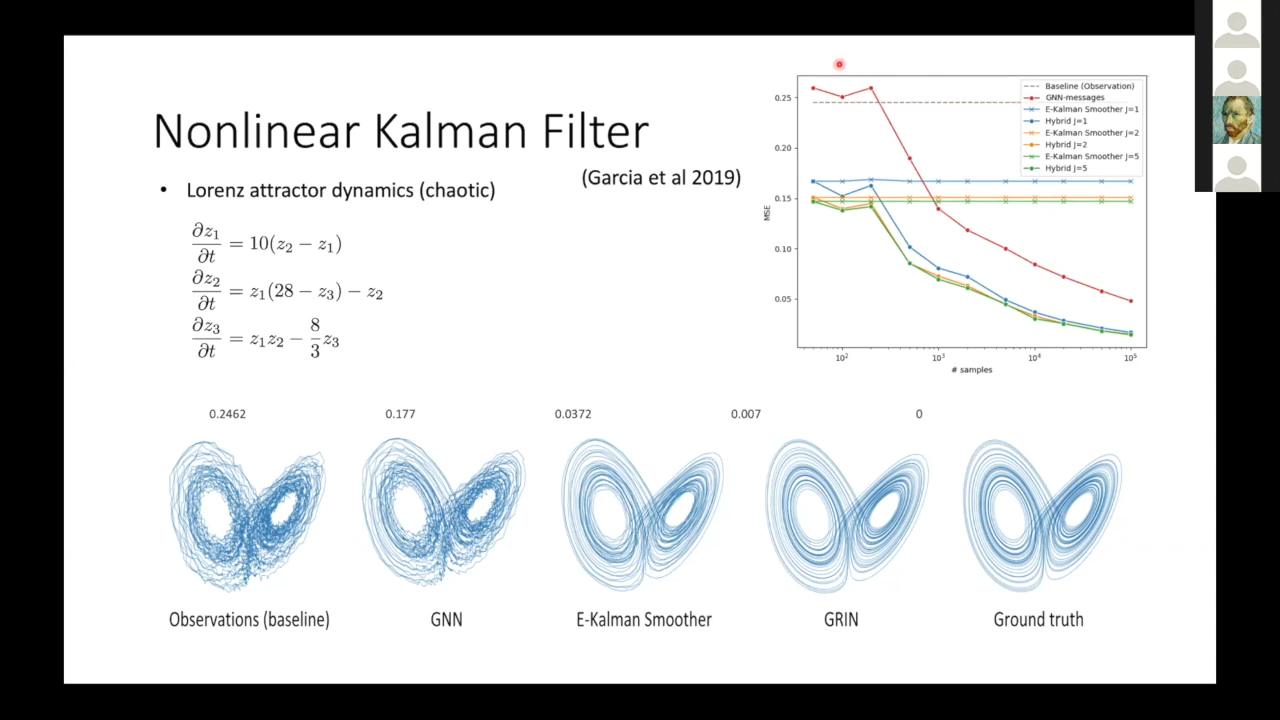 Nonlinear Kalman Filter
(Garcia et al 2019)
• Lorenz attractor dynamics (chaotic)
∂z₁/∂t = 10(z₂ − z₁)
∂z₂/∂t = z₁(28 − z₃) − z₂
∂z₃/∂t = z₁z₂ − 8/3 z₃
Baseline (Observation)
GNN-messages
E-Kalman Smoother J=1
Hybrid J=1
E-Kalman Smoother J=2
Hybrid J=2
E-Kalman Smoother J=5
Hybrid J=5
MSE
0.25
0.20
0.15
0.10
0.05
10² 10³ 10⁴ 10⁵
# samples
0.2462 0.177 0.0372 0.007 0
Observations (baseline) GNN E-Kalman Smoother GRIN Ground truth